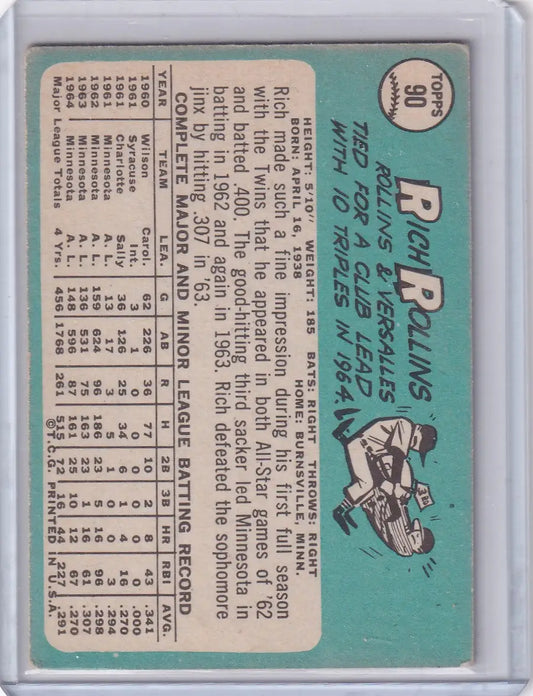 TOPPS
90
RICH ROLLINS
ROLLINS & VERSALLES
TIED FOR A CLUB LEAD
WITH 10 TRIPLES IN 1964.
HEIGHT: 5'10" WEIGHT: 185 BATS: RIGHT THROWS: RIGHT
BORN: APRIL 16, 1938 HOME: BURNSVILLE, MINN.
Rich made such a fine impression during his first full season
with the Twins that he appeared in both All-Star games of '62
and batted .400. The good-hitting third sacker led Minnesota in
batting in 1962 and again in 1963. Rich defeated the sophomore
jinx by hitting .307 in '63.
COMPLETE MAJOR AND MINOR LEAGUE BATTING RECORD
YEAR TEAM LEA. G AB R H 2B 3B HR RBI AVG.
1960 Wilson Carol. 62 226 36 77 10 2 8 43 .341
1961 Syracuse Int. 3 1 0 0 0 0 0 0 .000
1961 Charlotte Sally 36 126 25 34 6 1 4 16 .270
1961 Minnesota A. L. 13 17 3 5 1 0 0 3 .294
1962 Minnesota A. L. 159 624 96 186 23 5 16 96 .298
1963 Minnesota A. L. 136 531 75 163 23 1 16 61 .307
1964 Minnesota A. L. 148 596 87 161 25 10 12 67 .270
Major League Totals 4 Yrs. 456 1768 261 515 72 16 44 227 .291
©T.C.G. PRINTED IN U.S.A.